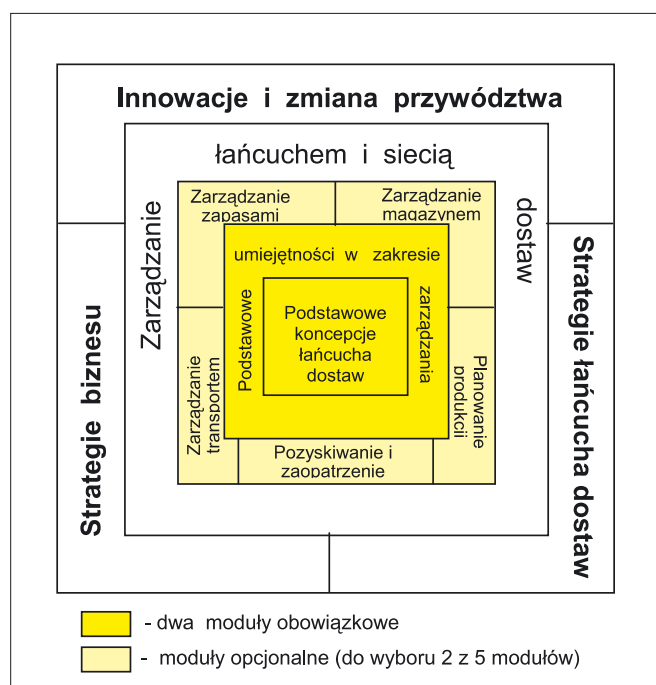 Innowacje i zmiana przywództwa
łańcuchem i siecią
Zarządzanie
dostaw
Zarządzanie
zapasami
Zarządzanie
magazynem
umiejętności w zakresie
Podstawowe
zarządzania
Podstawowe
koncepcje
łańcucha
dostaw
Strategie biznesu
Strategie łańcucha dostaw
Zarządzanie
transportem
Planowanie
produkcji
Pozyskiwanie i
zaopatrzenie
- dwa moduły obowiązkowe
- moduły opcjonalne (do wyboru 2 z 5 modułów)